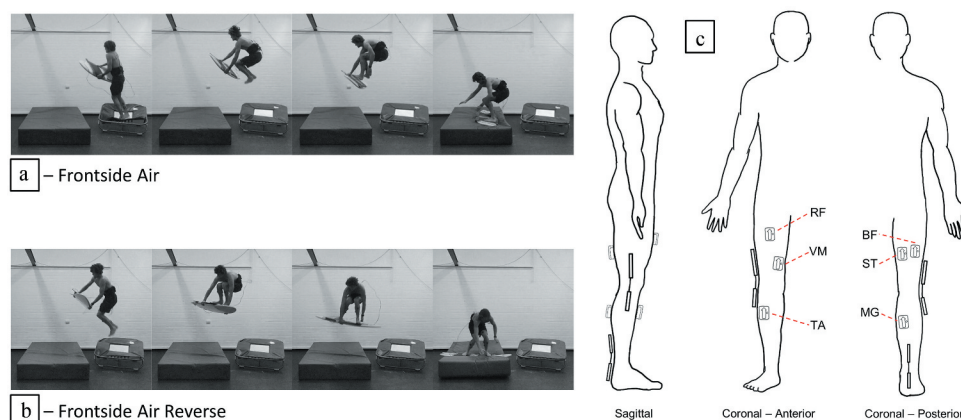 a – Frontside Air
b – Frontside Air Reverse
c
RF
VM
TA
BF
ST
MG
Sagittal
Coronal – Anterior
Coronal – Posterior